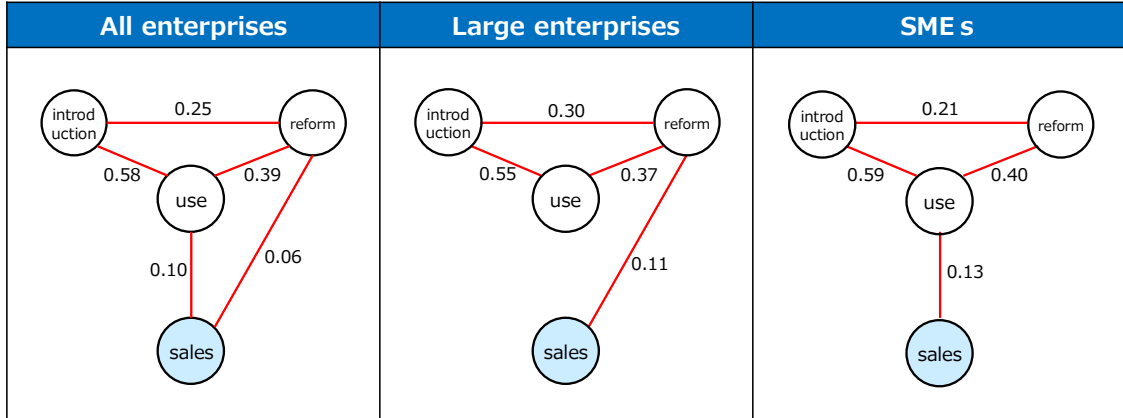 All enterprises
introd
uction
0.25
reform
0.58
0.39
use
0.10
0.06
sales
Large enterprises
introd
uction
0.30
reform
0.55
0.37
use
0.11
sales
SMEs
introd
uction
0.21
reform
0.59
0.40
use
0.13
sales